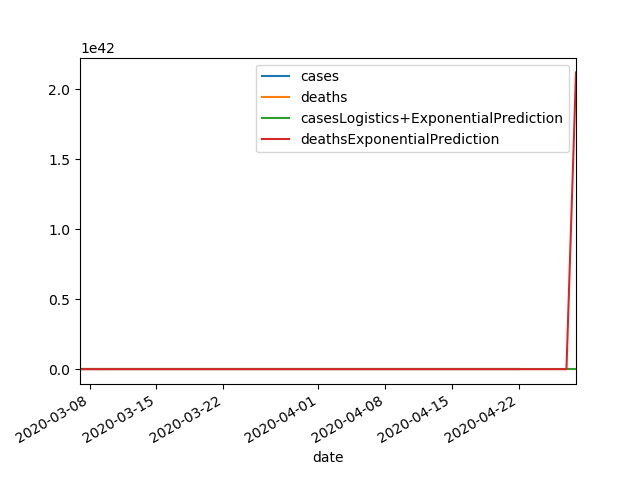 1e42
2.0
1.5
1.0
0.5
0.0
cases
deaths
casesLogistics+ExponentialPrediction
deathsExponentialPrediction
2020-03-08
2020-03-15
2020-03-22
2020-04-01
2020-04-08
2020-04-15
2020-04-22
date